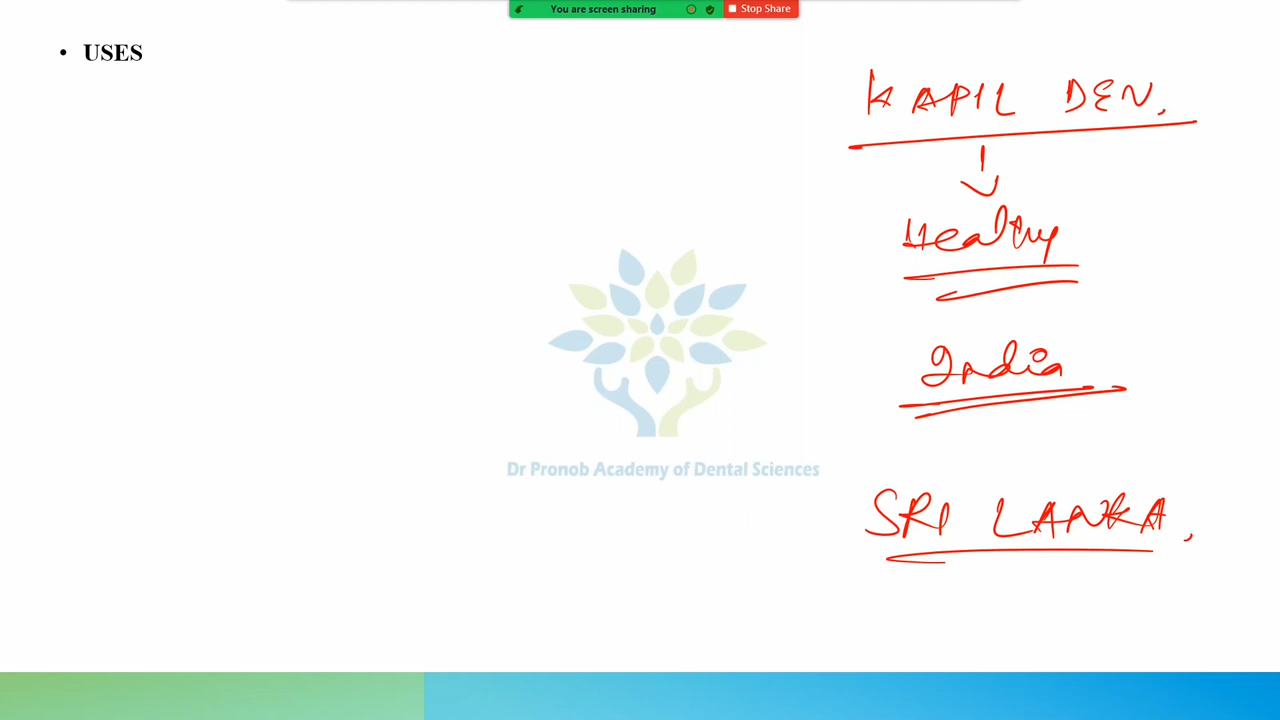 You are screen sharing Stop Share
• USES
KAPIL DEV.
Healthy
India
Dr Pronob Academy of Dental Sciences
SRI LANKA,